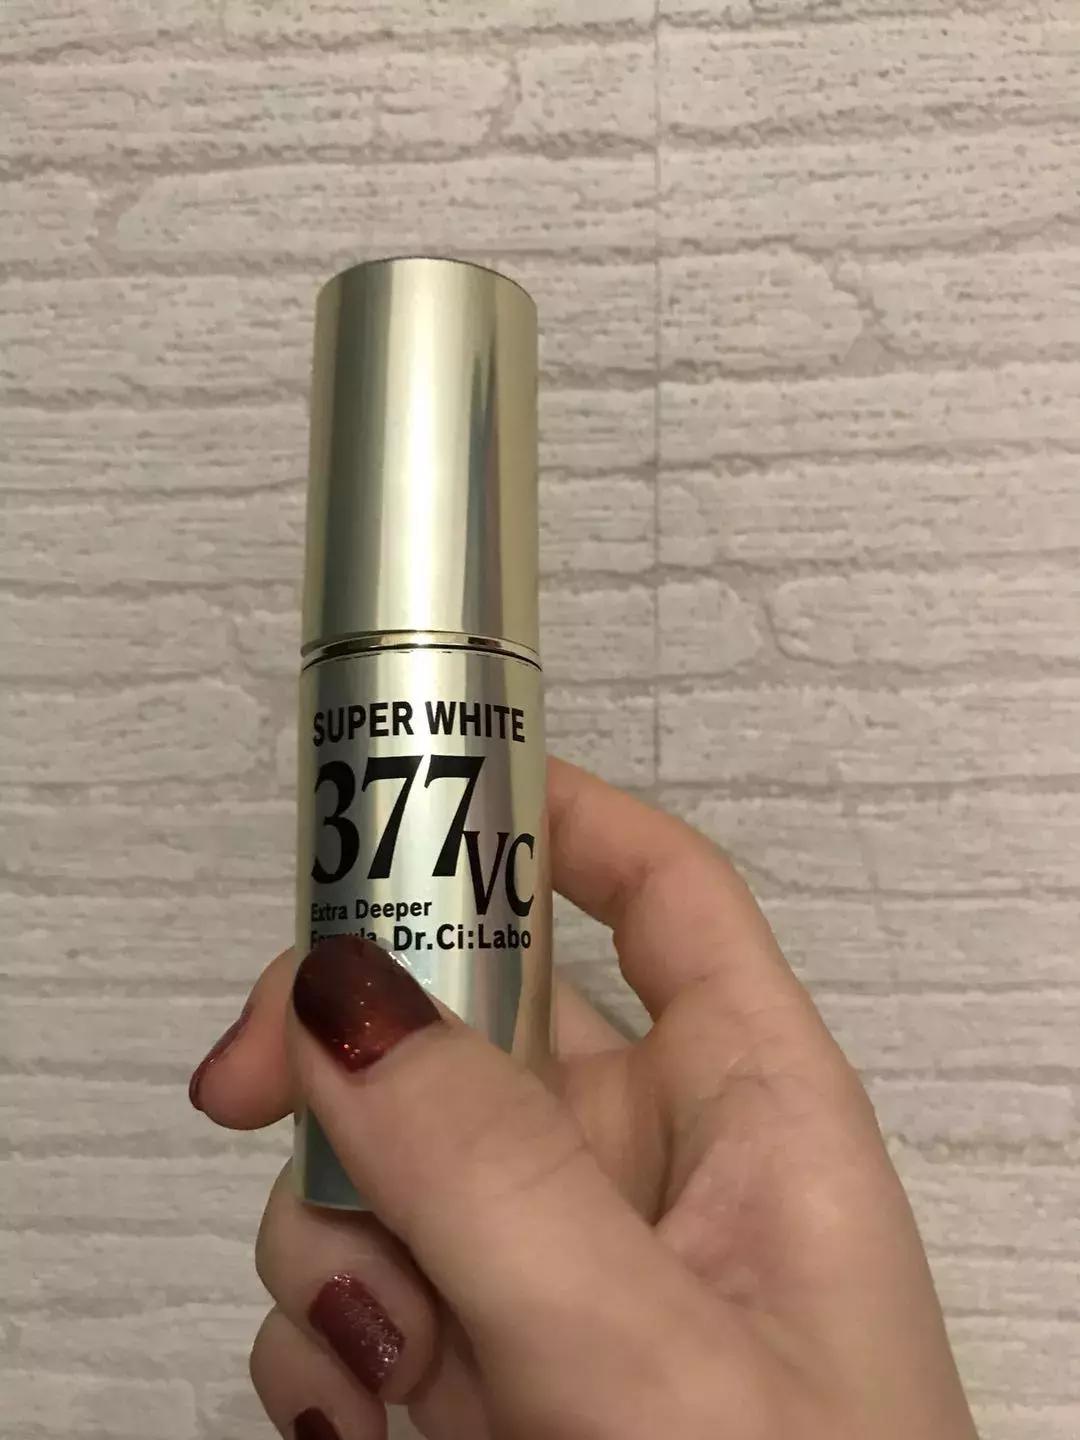 SUPER WHITE
377VC
Extra Deeper
Formula Dr.Ci:Labo